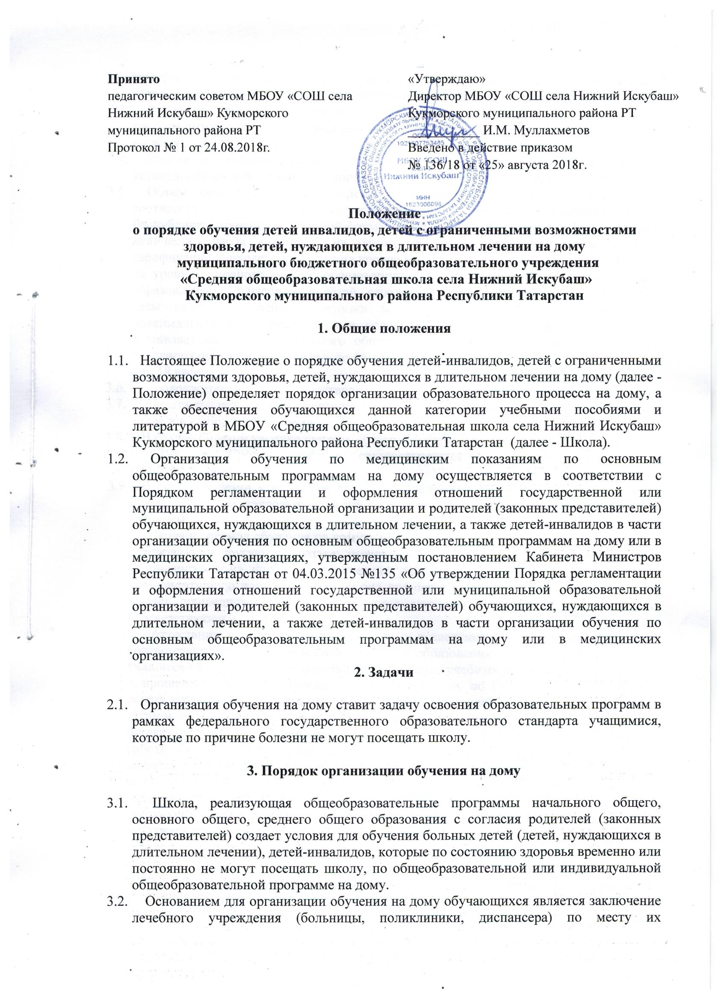 Принято
педагогическим советом МБОУ «СОШ села
Нижний Искубаш» Кукморского
муниципального района РТ
Протокол № 1 от 24.08.2018г.
«Утверждаю»
Директор МБОУ «СОШ села Нижний Искубаш»
Кукморского муниципального района РТ
И.М. Муллахметов
Введено в действие приказом
№ 136/18 от «25» августа 2018г.
МБОУ "СОШ
села
Нижний Искубаш"
ИНН
1623006098
Положение
о порядке обучения детей инвалидов, детей с ограниченными возможностями
здоровья, детей, нуждающихся в длительном лечении на дому
муниципального бюджетного общеобразовательного учреждения
«Средняя общеобразовательная школа села Нижний Искубаш»
Кукморского муниципального района Республики Татарстан
1. Общие положения
1.1. Настоящее Положение о порядке обучения детей-инвалидов, детей с ограниченными
возможностями здоровья, детей, нуждающихся в длительном лечении на дому (далее -
Положение) определяет порядок организации образовательного процесса на дому, а
также обеспечения обучающихся данной категории учебными пособиями и
литературой в МБОУ «Средняя общеобразовательная школа села Нижний Искубаш»
Кукморского муниципального района Республики Татарстан (далее - Школа).
1.2. Организация обучения по медицинским показаниям по основным
общеобразовательным программам на дому осуществляется в соответствии с
Порядком регламентации и оформления отношений государственной или
муниципальной образовательной организации и родителей (законных представителей)
обучающихся, нуждающихся в длительном лечении, а также детей-инвалидов в части
организации обучения по основным общеобразовательным программам на дому или в
медицинских организациях, утвержденным постановлением Кабинета Министров
Республики Татарстан от 04.03.2015 №135 «Об утверждении Порядка регламентации
и оформления отношений государственной или муниципальной образовательной
организации и родителей (законных представителей) обучающихся, нуждающихся в
длительном лечении, а также детей-инвалидов в части организации обучения по
основным общеобразовательным программам на дому или в медицинских
организациях».
2. Задачи
2.1. Организация обучения на дому ставит задачу освоения образовательных программ в
рамках федерального государственного образовательного стандарта учащимися,
которые по причине болезни не могут посещать школу.
3. Порядок организации обучения на дому
3.1. Школа, реализующая общеобразовательные программы начального общего,
основного общего, среднего общего образования с согласия родителей (законных
представителей) создает условия для обучения больных детей (детей, нуждающихся в
длительном лечении), детей-инвалидов, которые по состоянию здоровья временно или
постоянно не могут посещать школу, по общеобразовательной или индивидуальной
общеобразовательной программе на дому.
3.2. Основанием для организации обучения на дому обучающихся является заключение
лечебного учреждения (больницы, поликлиники, диспансера) по месту их